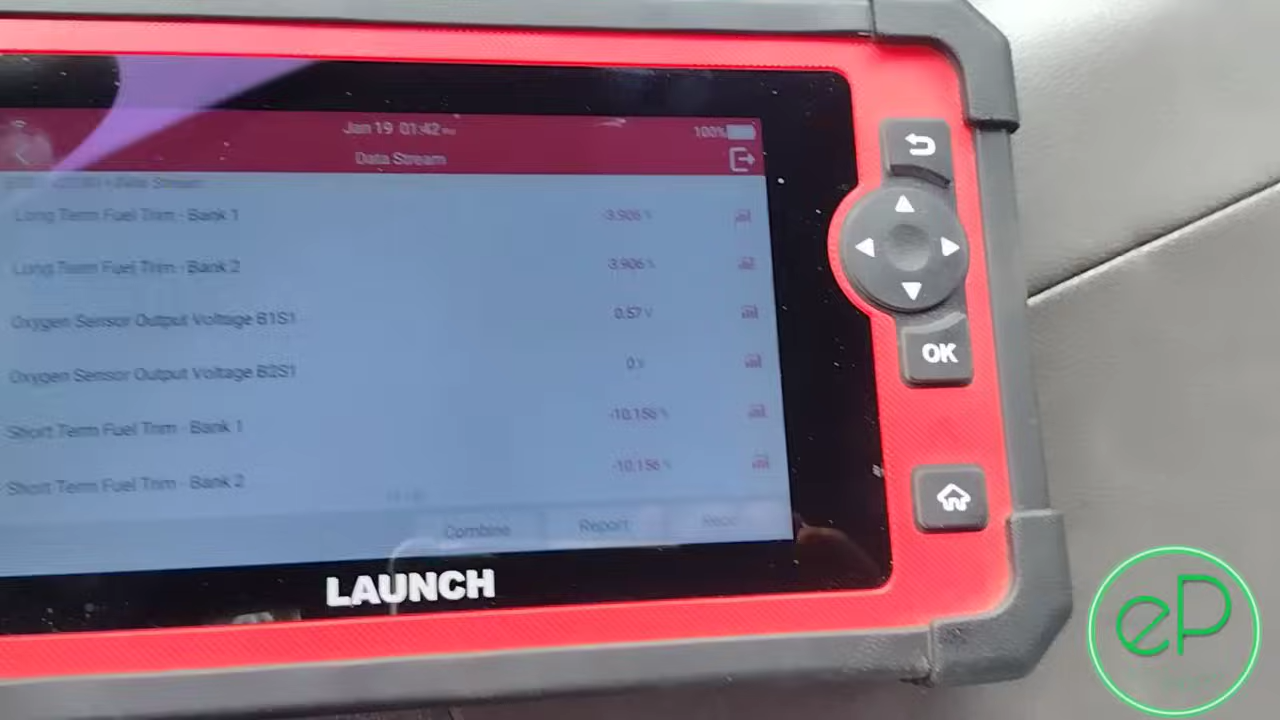 Jan 19 01:42 PM
100%
Data Stream
Data Stream
Long Term Fuel Trim - Bank 1 -3.906 %
Long Term Fuel Trim - Bank 2 -3.906 %
Oxygen Sensor Output Voltage B1S1 0.57 V
Oxygen Sensor Output Voltage B2S1 0 V
Short Term Fuel Trim - Bank 1 -10.156 %
Short Term Fuel Trim - Bank 2 -10.156 %
Combine Report
LAUNCH
OK
eP